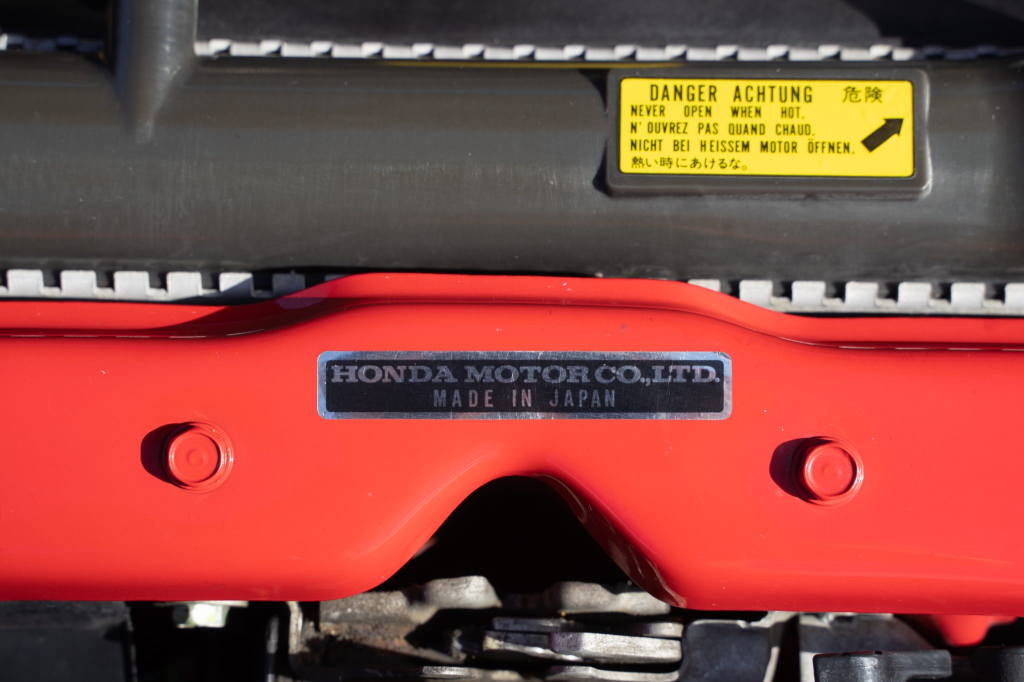 DANGER ACHTUNG 危険
NEVER OPEN WHEN HOT.
N'OUVREZ PAS QUAND CHAUD.
NICHT BEI HEISSEM MOTOR ÖFFNEN.
熱い時にあけるな。
HONDA MOTOR CO.,LTD.
MADE IN JAPAN